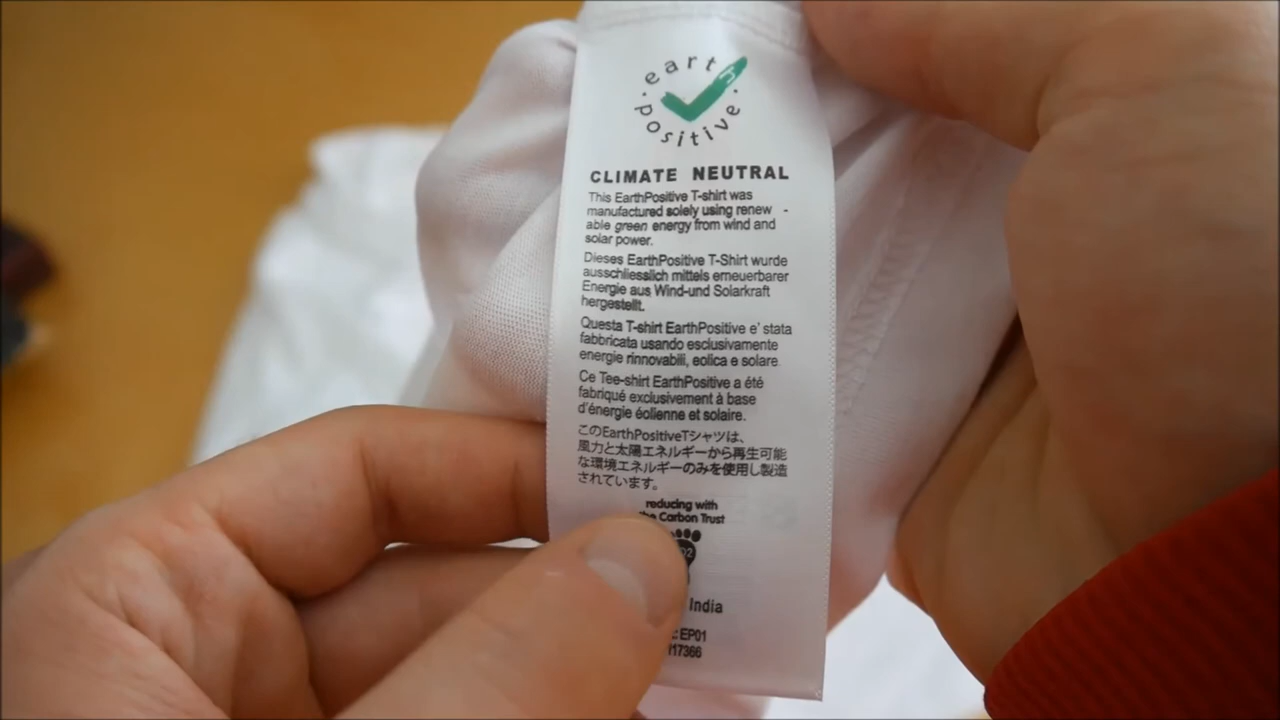 earth
positive
CLIMATE NEUTRAL
This EarthPositive T-shirt was
manufactured solely using renew -
able green energy from wind and
solar power.
Dieses EarthPositive T-Shirt wurde
ausschliesslich mittels erneuerbarer
Energie aus Wind-und Solarkraft
hergestellt.
Questa T-shirt EarthPositive e' stata
fabbricata usando esclusivamente
energie rinnovabili, eolica e solare.
Ce Tee-shirt EarthPositive a été
fabriqué exclusivement à base
d'énergie éolienne et solaire.
このEarthPositiveTシャツは、
風力と太陽エネルギーから再生可能
な環境エネルギーのみを使用し製造
されています。
reducing with
the Carbon Trust
India
EP01
17366